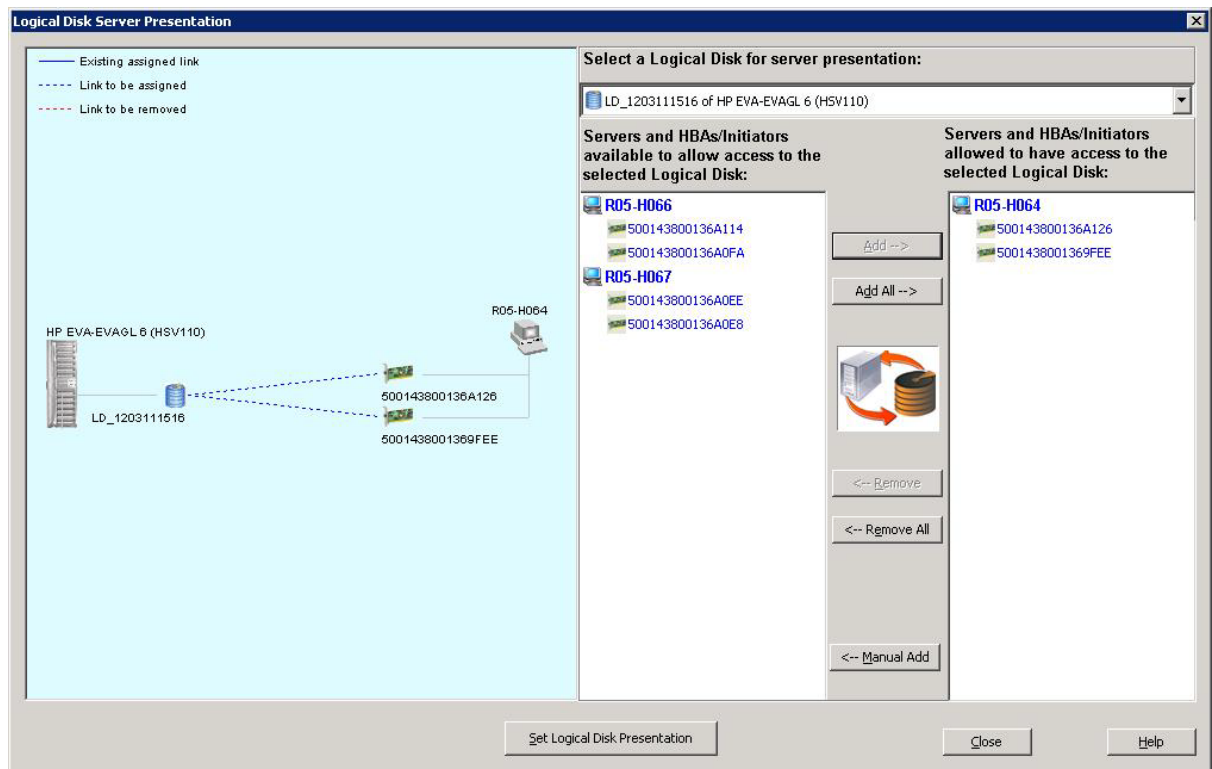 Logical Disk Server Presentation
Existing assigned link
Link to be assigned
Link to be removed
HP EVA-EVAGL 6 (HSV110)
LD_1203111516
R05-H064
500143800136A126
5001438001369FEE
Select a Logical Disk for server presentation:
LD_1203111516 of HP EVA-EVAGL 6 (HSV110)
Servers and HBAs/Initiators
available to allow access to the
selected Logical Disk:
R05-H066
500143800136A114
500143800136A0FA
R05-H067
500143800136A0EE
500143800136A0E8
Add -->
Add All -->
<-- Remove
<-- Remove All
<-- Manual Add
Servers and HBAs/Initiators
allowed to have access to the
selected Logical Disk:
R05-H064
500143800136A126
5001438001369FEE
Set Logical Disk Presentation
Close
Help